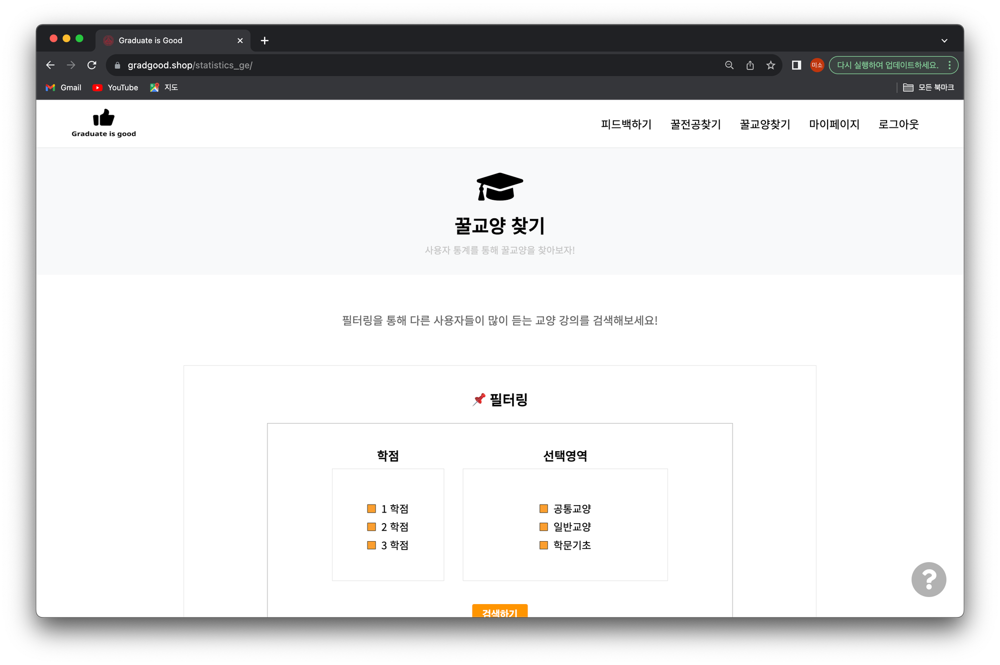 Graduate is Good
gradgood.shop/statistics_ge/
미소
다시 실행하여 업데이트하세요.
Gmail
YouTube
지도
모든 북마크
Graduate is good
피드백하기
꿀전공찾기
꿀교양찾기
마이페이지
로그아웃
꿀교양 찾기
사용자 통계를 통해 꿀교양을 찾아보자!
필터링을 통해 다른 사용자들이 많이 듣는 교양 강의를 검색해보세요!
필터링
학점
선택영역
1 학점
공통교양
2 학점
일반교양
3 학점
학문기초
검색하기
?